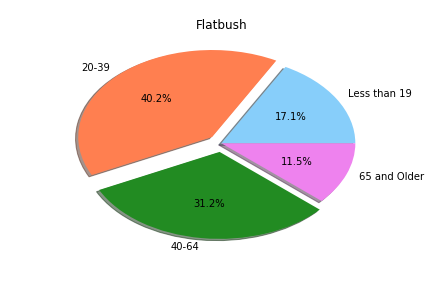 Flatbush
20-39
Less than 19
40.2%
17.1%
11.5%
65 and Older
31.2%
40-64